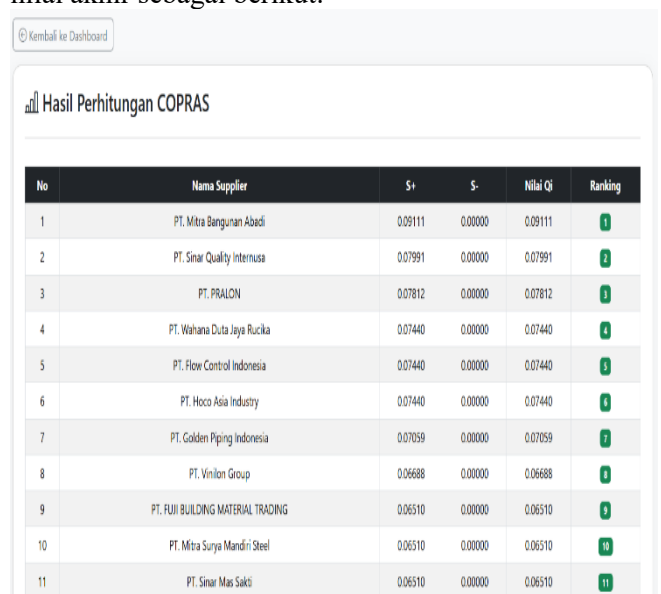 nilai akhir sebagai berikut.
Kembali ke Dashboard
Hasil Perhitungan COPRAS
No Nama Supplier S+ S- Nilai Qi Ranking
1 PT. Mitra Bangunan Abadi 0.09111 0.00000 0.09111 1
2 PT. Sinar Quality Internusa 0.07991 0.00000 0.07991 2
3 PT. PRALON 0.07812 0.00000 0.07812 3
4 PT. Wahana Duta Jaya Rucika 0.07440 0.00000 0.07440 4
5 PT. Flow Control Indonesia 0.07440 0.00000 0.07440 5
6 PT. Hoco Asia Industry 0.07440 0.00000 0.07440 6
7 PT. Golden Piping Indonesia 0.07059 0.00000 0.07059 7
8 PT. Vinilon Group 0.06688 0.00000 0.06688 8
9 PT. FUJI BUILDING MATERIAL TRADING 0.06510 0.00000 0.06510 9
10 PT. Mitra Surya Mandiri Steel 0.06510 0.00000 0.06510 10
11 PT. Sinar Mas Sakti 0.06510 0.00000 0.06510 11